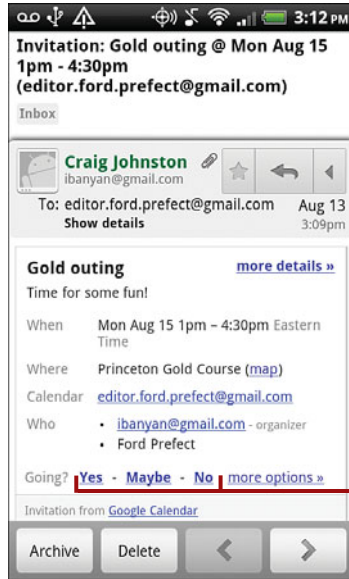 3:12 PM
Invitation: Gold outing @ Mon Aug 15
1pm - 4:30pm
(editor.ford.prefect@gmail.com)
Inbox
Craig Johnston
ibanyan@gmail.com
To: editor.ford.prefect@gmail.com Aug 13
Show details 3:09pm
Gold outing more details »
Time for some fun!
When Mon Aug 15 1pm – 4:30pm Eastern
Time
Where Princeton Gold Course (map)
Calendar editor.ford.prefect@gmail.com
Who • ibanyan@gmail.com - organizer
• Ford Prefect
Going? Yes - Maybe - No more options »
Invitation from Google Calendar
Archive Delete